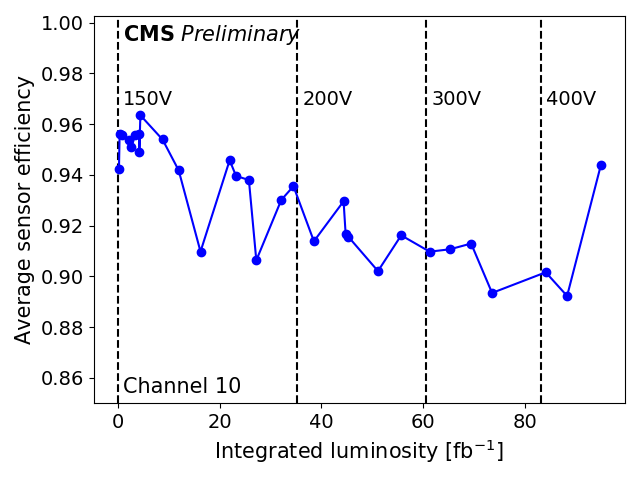 CMS Preliminary
150V 200V 300V 400V
Channel 10
Average sensor efficiency
1.00
0.98
0.96
0.94
0.92
0.90
0.88
0.86
0 20 40 60 80
Integrated luminosity [fb⁻¹]